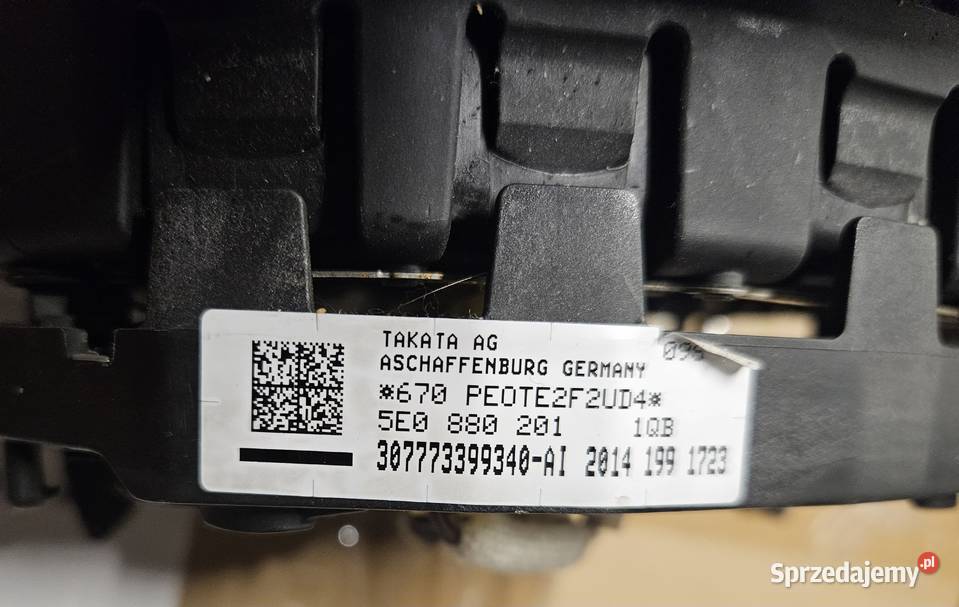 TAKATA AG
ASCHAFFENBURG GERMANY
*670 PEOTE2F2UD4*
5E0 880 201 1QB
307773399340-AI 2014 199 1723
Sprzedajemy.pl